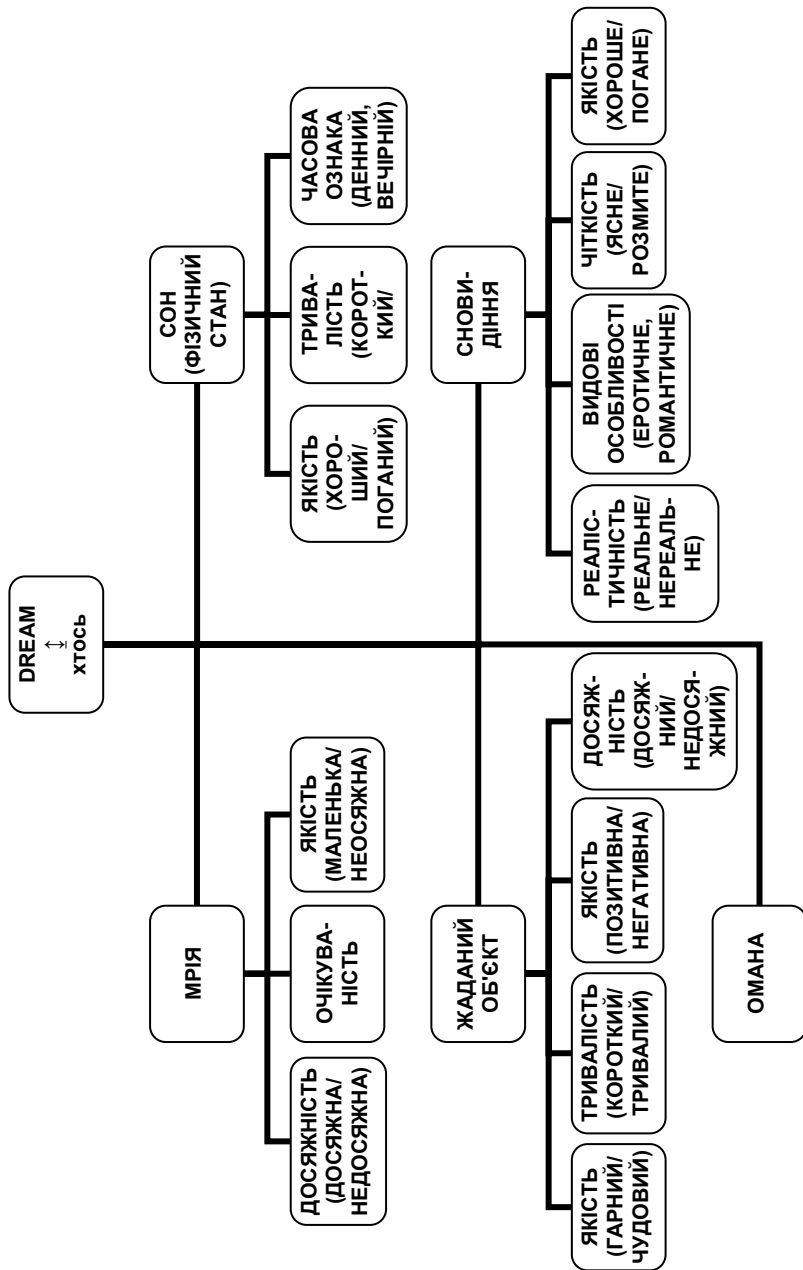 DREAM
↕
хтось
МРІЯ
СОН
(ФІЗИЧНИЙ
СТАН)
ДОСЯЖНІСТЬ
(ДОСЯЖНА/
НЕДОСЯЖНА)
ОЧІКУВА-
НІСТЬ
ЯКІСТЬ
(МАЛЕНЬКА/
НЕОСЯЖНА)
ЯКІСТЬ
(ХОРО-
ШИЙ/
ПОГАНИЙ)
ТРИВА-
ЛІСТЬ
(КОРОТ-
КИЙ/
ЧАСОВА
ОЗНАКА
(ДЕННИЙ,
ВЕЧІРНІЙ)
ЖАДАНИЙ
ОБ'ЄКТ
СНОВИ-
ДІННЯ
ЯКІСТЬ
(ГАРНИЙ/
ЧУДОВИЙ)
ТРИВАЛІСТЬ
(КОРОТКИЙ/
ТРИВАЛИЙ)
ЯКІСТЬ
(ПОЗИТИВНА/
НЕГАТИВНА)
ДОСЯЖ-
НІСТЬ
(ДОСЯЖ-
НИЙ/
НЕДОСЯ-
ЖНИЙ)
РЕАЛІС-
ТИЧНІСТЬ
(РЕАЛЬНЕ/
НЕРЕАЛЬ-
НЕ)
ВИДОВІ
ОСОБЛИВОСТІ
(ЕРОТИЧНЕ,
РОМАНТИЧНЕ)
ЧІТКІСТЬ
(ЯСНЕ/
РОЗМИТЕ)
ЯКІСТЬ
(ХОРОШЕ/
ПОГАНЕ)
ОМАНА